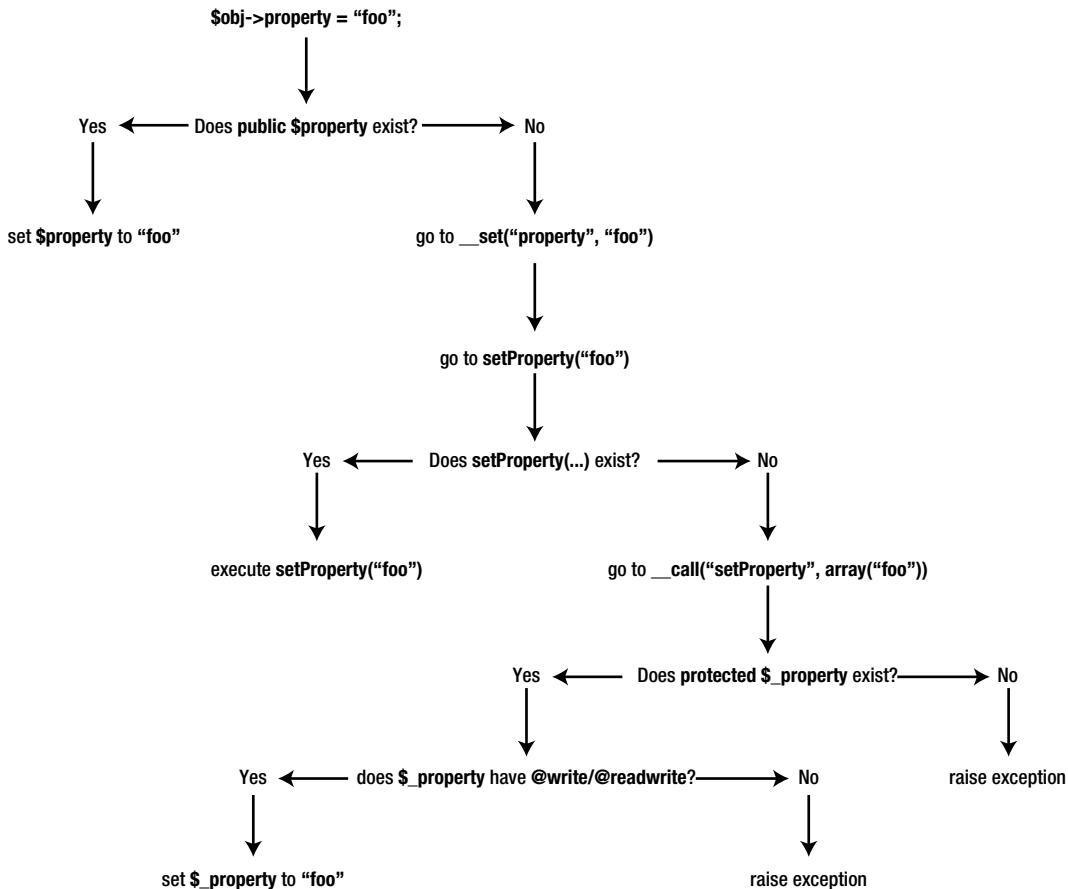 $obj->property = “foo”;
Yes
Does public $property exist?
No
set $property to “foo”
go to __set(“property”, “foo”)
go to setProperty(“foo”)
Yes
Does setProperty(...) exist?
No
execute setProperty(“foo”)
go to __call(“setProperty”, array(“foo”))
Yes
Does protected $_property exist?
No
Yes
does $_property have @write/@readwrite?
No
raise exception
set $_property to “foo”
raise exception